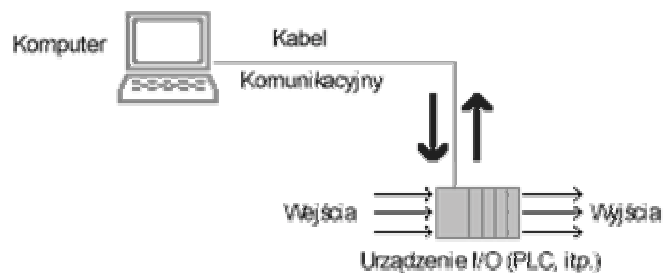 Komputer
Kabel
Komunikacyjny
Wejścia
Wyjścia
Urządzenie I/O (PLC, itp.)